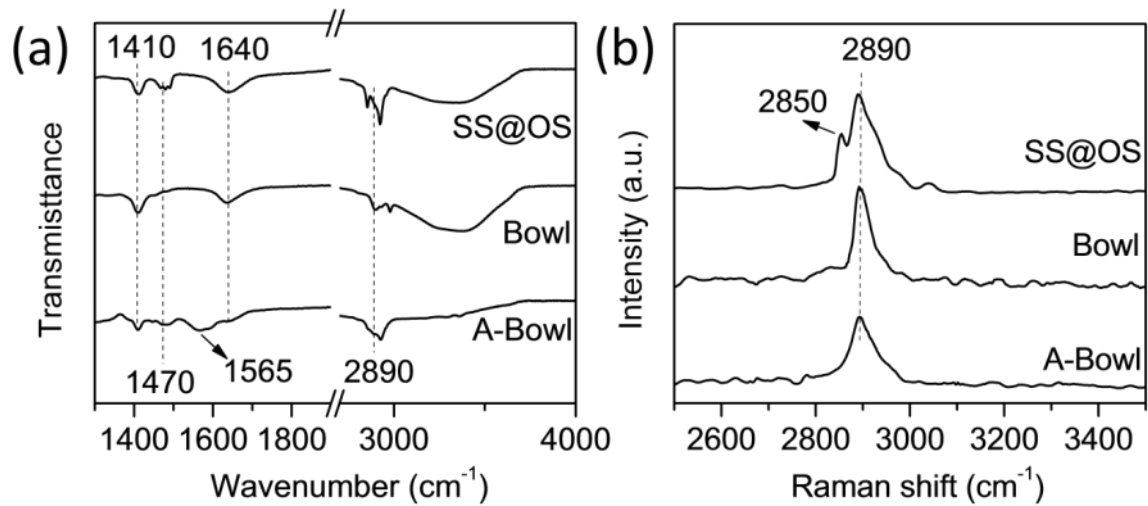 (a)
//
1410 1640
SS@OS
Bowl
A-Bowl
1470 1565 2890
//
1400 1600 1800 3000 4000
Transmisttance
Wavenumber (cm⁻¹)
(b)
2890
2850
SS@OS
Bowl
A-Bowl
2600 2800 3000 3200 3400
Intensity (a.u.)
Raman shift (cm⁻¹)